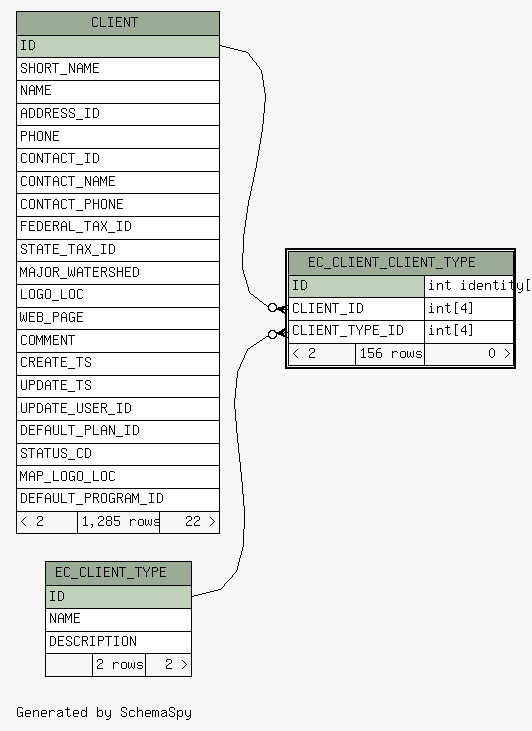 CLIENT
ID
SHORT_NAME
NAME
ADDRESS_ID
PHONE
CONTACT_ID
CONTACT_NAME
CONTACT_PHONE
FEDERAL_TAX_ID
STATE_TAX_ID
MAJOR_WATERSHED
LOGO_LOC
WEB_PAGE
COMMENT
CREATE_TS
UPDATE_TS
UPDATE_USER_ID
DEFAULT_PLAN_ID
STATUS_CD
MAP_LOGO_LOC
DEFAULT_PROGRAM_ID
< 2 1,285 rows 22 >
EC_CLIENT_CLIENT_TYPE
ID int identity[
CLIENT_ID int[4]
CLIENT_TYPE_ID int[4]
< 2 156 rows 0 >
EC_CLIENT_TYPE
ID
NAME
DESCRIPTION
2 rows 2 >
Generated by SchemaSpy